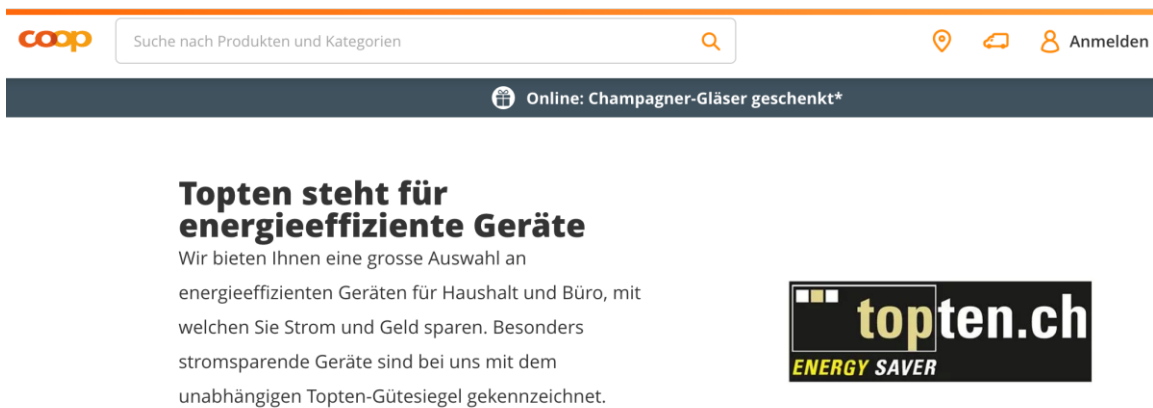 coop
Suche nach Produkten und Kategorien
Anmelden
Online: Champagner-Gläser geschenkt*
Topten steht für
energieeffiziente Geräte
Wir bieten Ihnen eine grosse Auswahl an
energieeffizienten Geräten für Haushalt und Büro, mit
welchen Sie Strom und Geld sparen. Besonders
stromsparende Geräte sind bei uns mit dem
unabhängigen Topten-Gütesiegel gekennzeichnet.
topten.ch
ENERGY SAVER